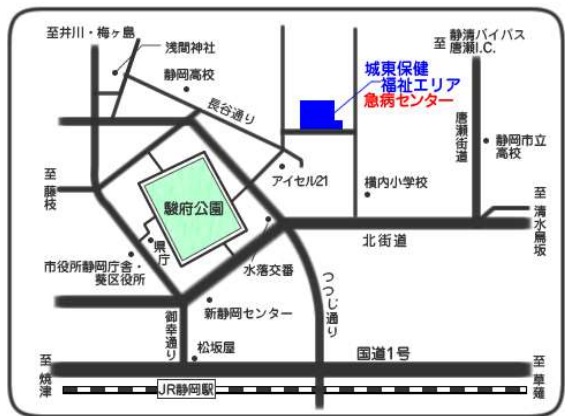 至井川・梅ヶ島
浅間神社
静岡高校
長谷通り
至
静清バイパス
唐瀬I.C.
城東保健
福祉エリア
急病センター
唐瀬街道
静岡市立
高校
アイセル21
横内小学校
至藤枝
駿府公園
至清水鳥坂
県庁
北街道
市役所静岡庁舎・
葵区役所
水落交番
つつじ通り
新静岡センター
御幸通り
松坂屋
国道1号
至焼津
至草薙
JR静岡駅